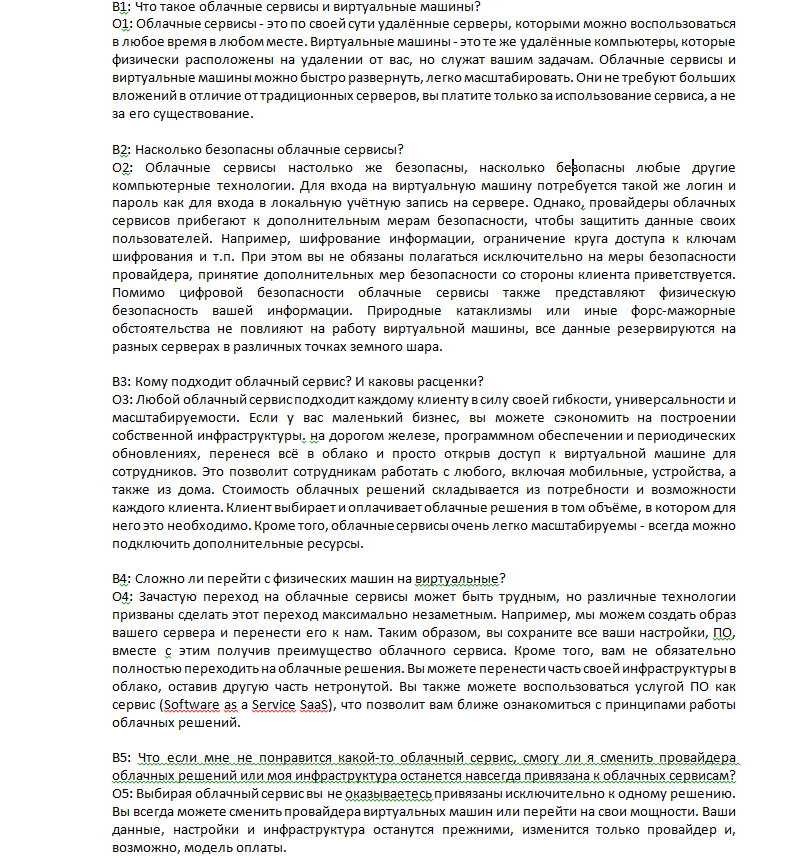 В1: Что такое облачные сервисы и виртуальные машины?
О1: Облачные сервисы - это по своей сути удалённые серверы, которыми можно воспользоваться
в любое время в любом месте. Виртуальные машины - это те же удалённые компьютеры, которые
физически расположены на удалении от вас, но служат вашим задачам. Облачные сервисы и
виртуальные машины можно быстро развернуть, легко масштабировать. Они не требуют больших
вложений в отличие от традиционных серверов, вы платите только за использование сервиса, а не
за его существование.
В2: Насколько безопасны облачные сервисы?
О2: Облачные сервисы настолько же безопасны, насколько безопасны любые другие
компьютерные технологии. Для входа на виртуальную машину потребуется такой же логин и
пароль как для входа в локальную учётную запись на сервере. Однако, провайдеры облачных
сервисов прибегают к дополнительным мерам безопасности, чтобы защитить данные своих
пользователей. Например, шифрование информации, ограничение круга доступа к ключам
шифрования и т.п. При этом вы не обязаны полагаться исключительно на меры безопасности
провайдера, принятие дополнительных мер безопасности со стороны клиента приветствуется.
Помимо цифровой безопасности облачные сервисы также представляют физическую
безопасность вашей информации. Природные катаклизмы или иные форс-мажорные
обстоятельства не повлияют на работу виртуальной машины, все данные резервируются на
разных серверах в различных точках земного шара.
В3: Кому подходит облачный сервис? И каковы расценки?
О3: Любой облачный сервис подходит каждому клиенту в силу своей гибкости, универсальности и
масштабируемости. Если у вас маленький бизнес, вы можете сэкономить на построении
собственной инфраструктуры. на дорогом железе, программном обеспечении и периодических
обновлениях, перенеся всё в облако и просто открыв доступ к виртуальной машине для
сотрудников. Это позволит сотрудникам работать с любого, включая мобильные, устройства, а
также из дома. Стоимость облачных решений складывается из потребности и возможности
каждого клиента. Клиент выбирает и оплачивает облачные решения в том объёме, в котором для
него это необходимо. Кроме того, облачные сервисы очень легко масштабируемы - всегда можно
подключить дополнительные ресурсы.
В4: Сложно ли перейти с физических машин на виртуальные?
О4: Зачастую переход на облачные сервисы может быть трудным, но различные технологии
призваны сделать этот переход максимально незаметным. Например, мы можем создать образ
вашего сервера и перенести его к нам. Таким образом, вы сохраните все ваши настройки, ПО,
вместе с этим получив преимущество облачного сервиса. Кроме того, вам не обязательно
полностью переходить на облачные решения. Вы можете перенести часть своей инфраструктуры в
облако, оставив другую часть нетронутой. Вы также можете воспользоваться услугой ПО как
сервис (Software as a Service SaaS), что позволит вам ближе ознакомиться с принципами работы
облачных решений.
В5: Что если мне не понравится какой-то облачный сервис, смогу ли я сменить провайдера
облачных решений или моя инфраструктура останется навсегда привязана к облачных сервисам?
О5: Выбирая облачный сервис вы не оказываетесь привязаны исключительно к одному решению.
Вы всегда можете сменить провайдера виртуальных машин или перейти на свои мощности. Ваши
данные, настройки и инфраструктура останутся прежними, изменится только провайдер и,
возможно, модель оплаты.